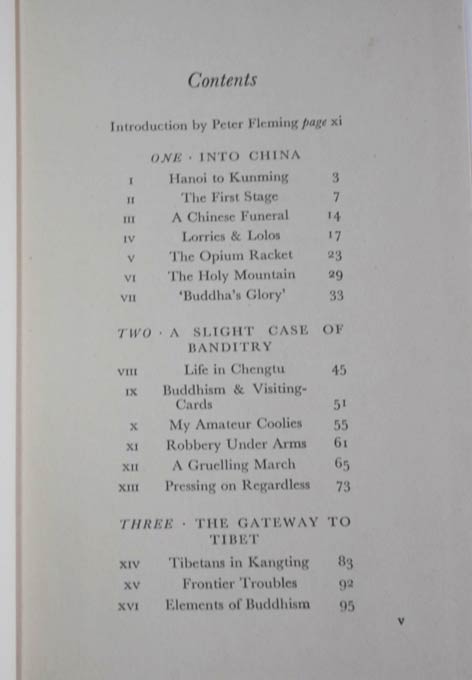 Contents
Introduction by Peter Fleming page xi
ONE · INTO CHINA
I Hanoi to Kunming 3
II The First Stage 7
III A Chinese Funeral 14
IV Lorries & Lolos 17
V The Opium Racket 23
VI The Holy Mountain 29
VII 'Buddha's Glory' 33
TWO · A SLIGHT CASE OF
BANDITRY
VIII Life in Chengtu 45
IX Buddhism & Visiting-
Cards 51
X My Amateur Coolies 55
XI Robbery Under Arms 61
XII A Gruelling March 65
XIII Pressing on Regardless 73
THREE · THE GATEWAY TO
TIBET
XIV Tibetans in Kangting 83
XV Frontier Troubles 92
XVI Elements of Buddhism 95
v